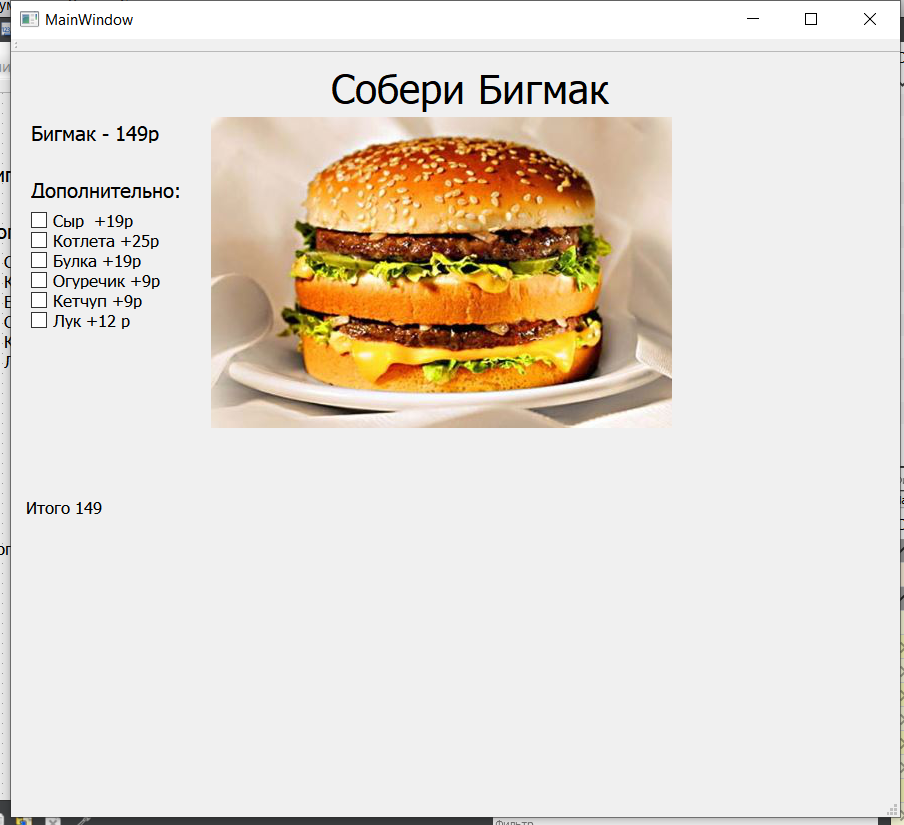 MainWindow
Собери Бигмак
Бигмак - 149р
Дополнительно:
Сыр  +19р
Котлета +25р
Булка +19р
Огуречик +9р
Кетчуп +9р
Лук +12 р
Итого 149
Фильтр